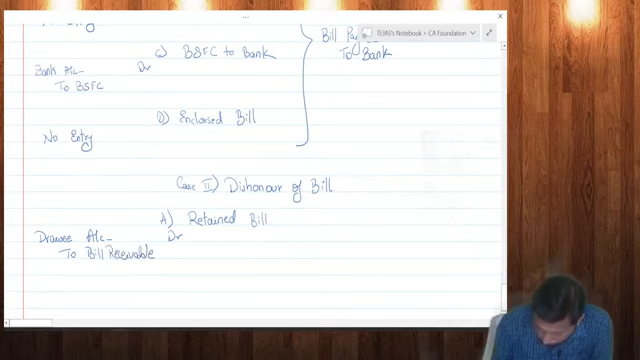 TEJAS's Notebook > CA Foundation
Bill
To Bank
C) BSFC to Bank
Bank A/c Dr
To BSFC
D) Endorsed Bill
No Entry
Case II) Dishonour of Bill
A) Retained Bill
Drawee A/c Dr
To Bill Receivable